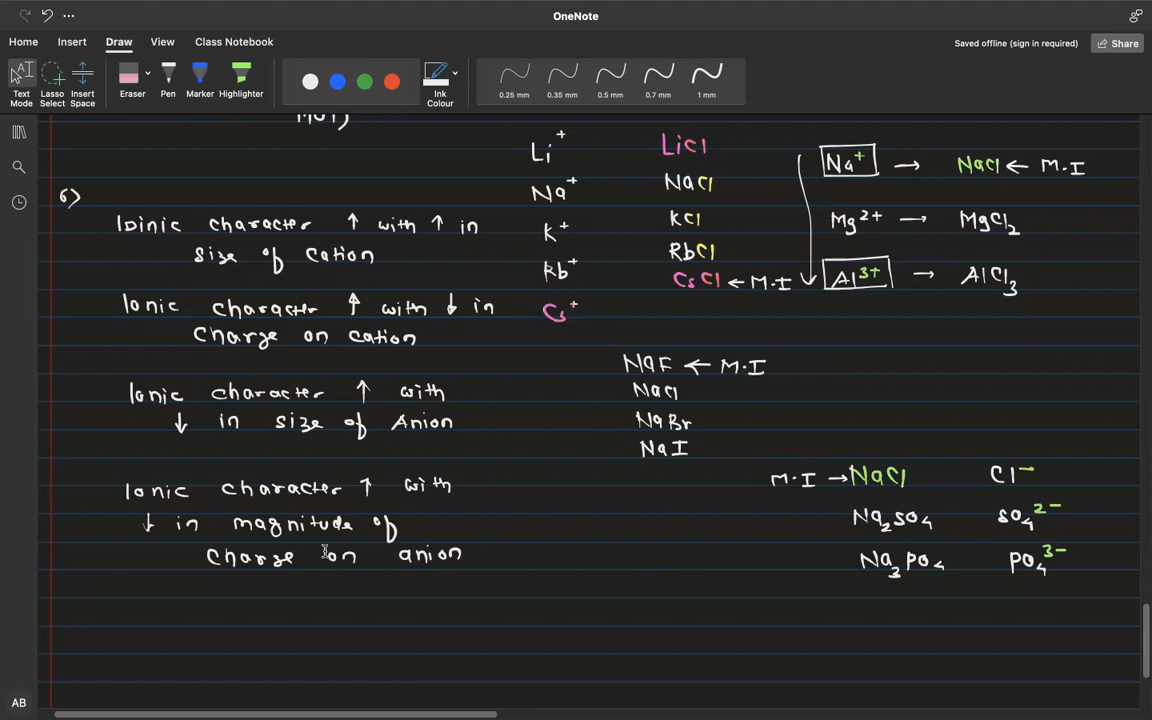 OneNote
Home Insert Draw View Class Notebook
Saved offline (sign in required) Share
Text Mode
Lasso Select
Insert Space
Eraser
Pen
Marker
Highlighter
Ink Colour
0.25 mm 0.35 mm 0.5 mm 0.7 mm 1 mm
6)
Ioinic character ↑ with ↑ in
size of cation
Ionic character ↑ with ↓ in
Charge on cation
Ionic character ↑ with
↓ in size of Anion
Ionic character ↑ with
↓ in magnitude of
charge on anion
Li⁺
Na⁺
K⁺
Rb⁺
Cs⁺
LiCl
NaCl
KCl
RbCl
CsCl ← M.I
Na⁺ → NaCl ← M.I
Mg²⁺ → MgCl₂
Al³⁺ → AlCl₃
NaF ← M.I
NaCl
NaBr
NaI
M.I → NaCl Cl⁻
Na₂SO₄ SO₄²⁻
Na₃PO₄ PO₄³⁻
AB